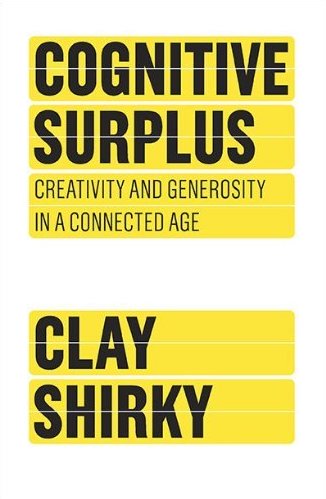 COGNITIVE
SURPLUS
CREATIVITY AND GENEROSITY
IN A CONNECTED AGE
CLAY
SHIRKY